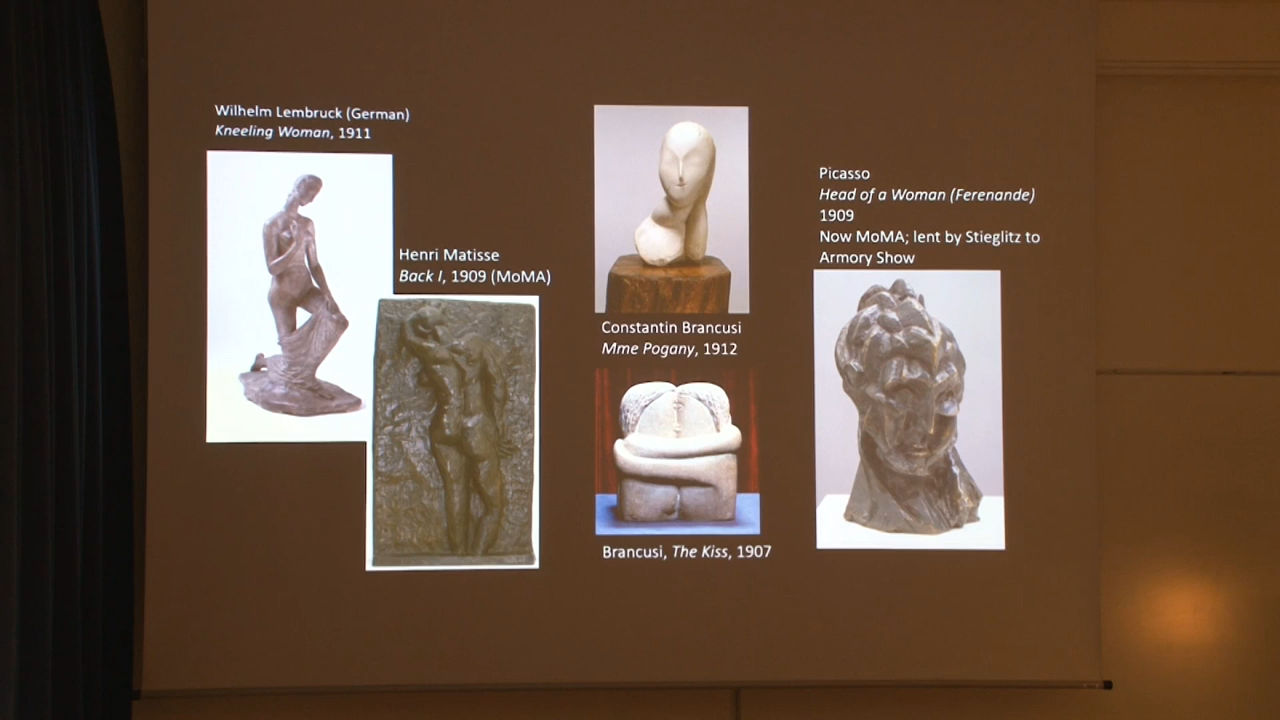 Wilhelm Lembruck (German)
Kneeling Woman, 1911
Henri Matisse
Back I, 1909 (MoMA)
Constantin Brancusi
Mme Pogany, 1912
Brancusi, The Kiss, 1907
Picasso
Head of a Woman (Ferenande)
1909
Now MoMA; lent by Stieglitz to
Armory Show